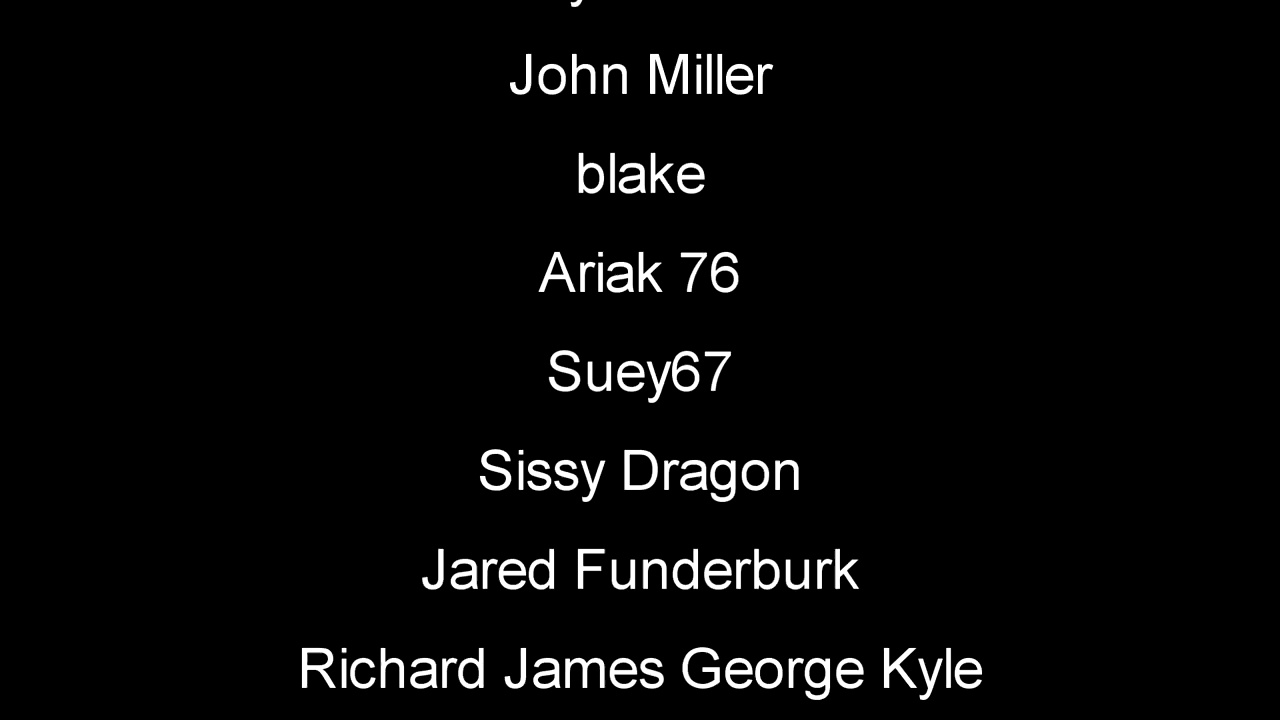 John Miller
blake
Ariak 76
Suey67
Sissy Dragon
Jared Funderburk
Richard James George Kyle